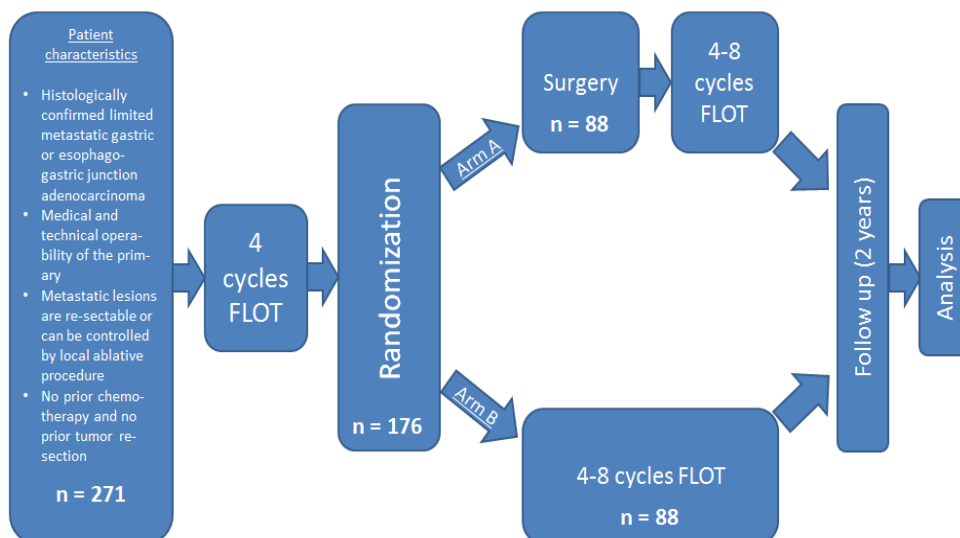 Patient
characteristics
• Histologically
confirmed limited
metastatic gastric
or esophago-
gastric junction
adenocarcinoma
• Medical and
technical opera-
bility of the prim-
ary
• Metastatic lesions
are re-sectable or
can be controlled
by local ablative
procedure
• No prior chemo-
therapy and no
prior tumor re-
section
n = 271
4
cycles
FLOT
Randomization
n = 176
Arm A
Surgery
n = 88
4-8
cycles
FLOT
Arm B
4-8 cycles FLOT
n = 88
Follow up (2 years)
Analysis